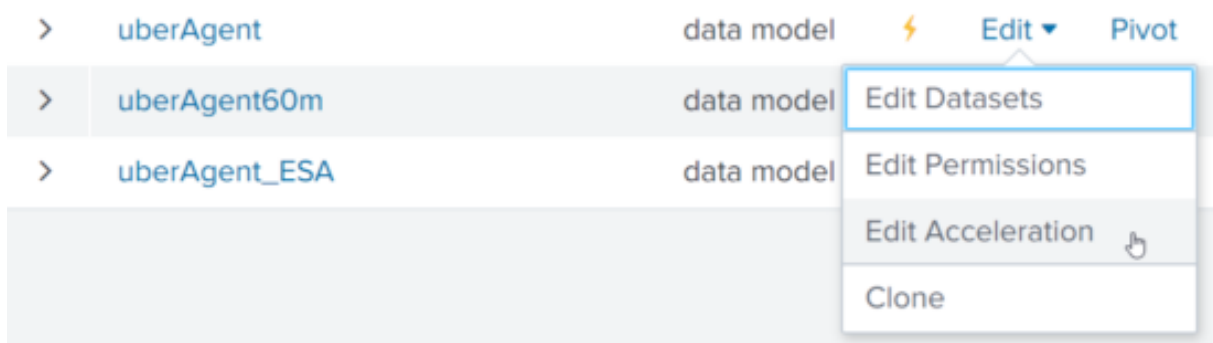 uberAgent data model Edit Pivot
uberAgent60m data model Edit Datasets
uberAgent_ESA data model Edit Permissions
Edit Acceleration
Clone